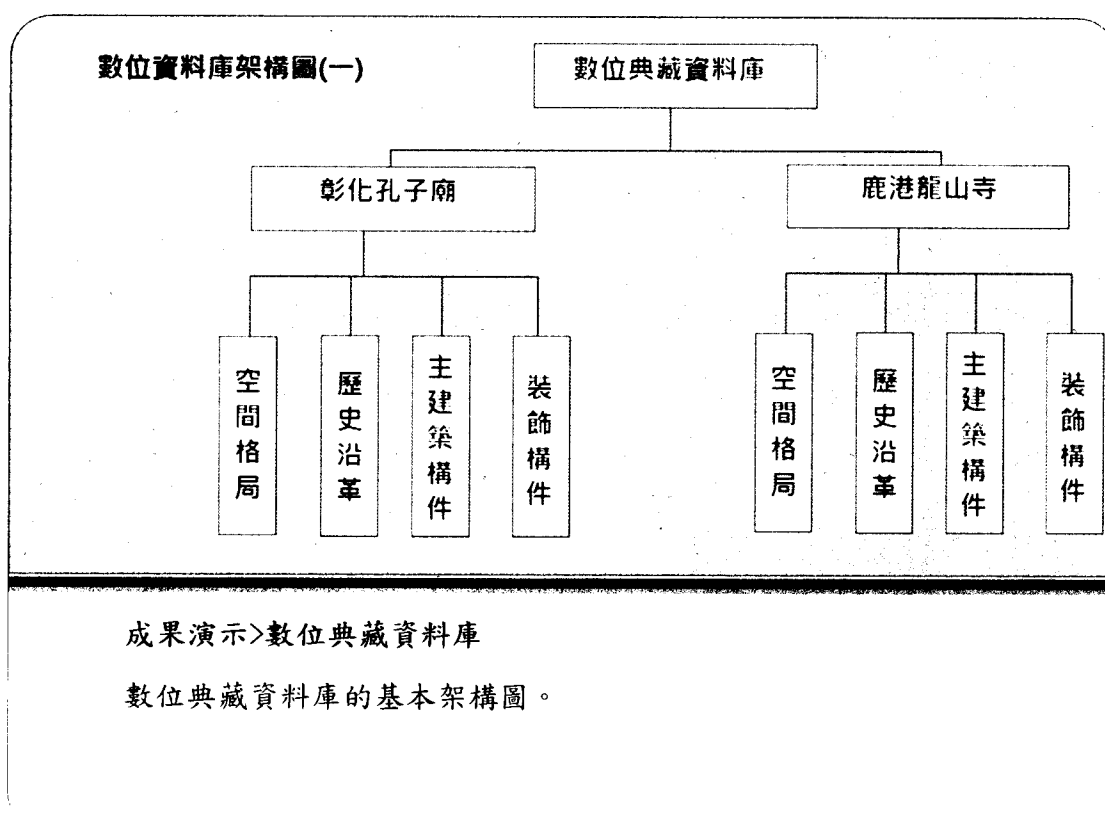 數位資料庫架構圖(一)
數位典藏資料庫
彰化孔子廟
鹿港龍山寺
空間格局
歷史沿革
主建築構件
裝飾構件
空間格局
歷史沿革
主建築構件
裝飾構件
成果演示>數位典藏資料庫
數位典藏資料庫的基本架構圖。